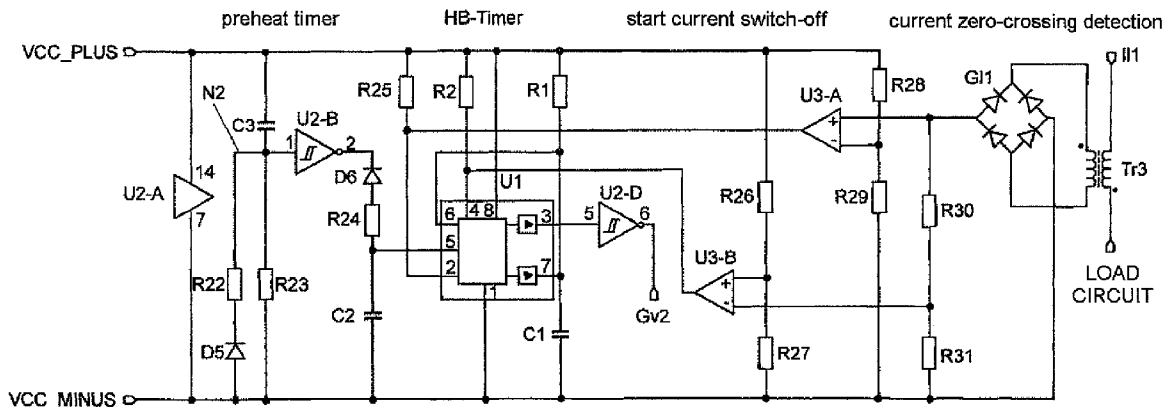 preheat timer
HB-Timer
start current switch-off
current zero-crossing detection
VCC_PLUS
Il1
R25
R2
R1
R28
Gl1
N2
C3
U2-B
U3-A
1
2
+
-
Tr3
14
D6
U1
U2-A
R24
U2-D
R26
R29
R30
7
6
4
8
3
5
6
5
2
7
1
U3-B
+
-
R22
R23
LOAD
CIRCUIT
C2
C1
Gv2
D5
R27
R31
VCC_MINUS